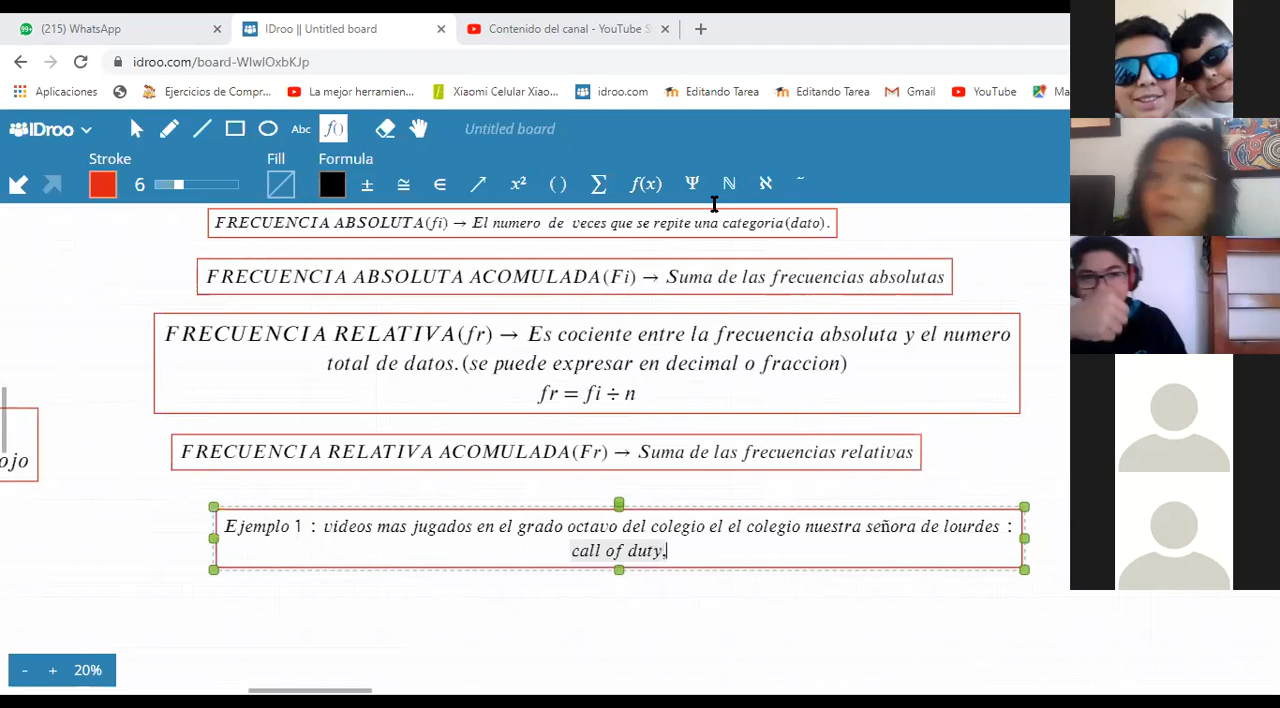 (215) WhatsApp
IDroo || Untitled board
Contenido del canal - YouTube S
idroo.com/board-WIwIOxbKJp
Aplicaciones
Ejercicios de Compr...
La mejor herramien...
Xiaomi Celular Xiao...
idroo.com
Editando Tarea
Editando Tarea
Gmail
YouTube
Ma
IDroo
Abc
f()
Untitled board
Stroke
Fill
Formula
6
± ≅ ∈ x² ( ) ∑ f(x) Ψ ℕ ℵ ~
FRECUENCIA ABSOLUTA(fi) → El numero de veces que se repite una categoria(dato).
FRECUENCIA ABSOLUTA ACOMULADA(Fi) → Suma de las frecuencias absolutas
FRECUENCIA RELATIVA(fr) → Es cociente entre la frecuencia absoluta y el numero
total de datos.(se puede expresar en decimal o fraccion)
fr = fi ÷ n
ojo
FRECUENCIA RELATIVA ACOMULADA(Fr) → Suma de las frecuencias relativas
Ejemplo 1 : videos mas jugados en el grado octavo del colegio el el colegio nuestra señora de lourdes :
call of duty,
- + 20%